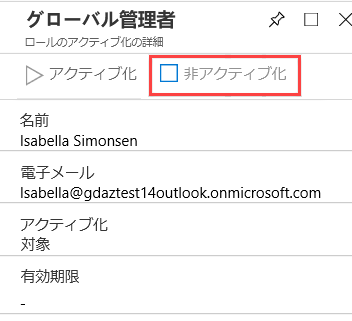 グローバル管理者
ロールのアクティブ化の詳細
アクティブ化 非アクティブ化
名前
Isabella Simonsen
電子メール
Isabella@gdaztest14outlook.onmicrosoft.com
アクティブ化
対象
有効期限
-